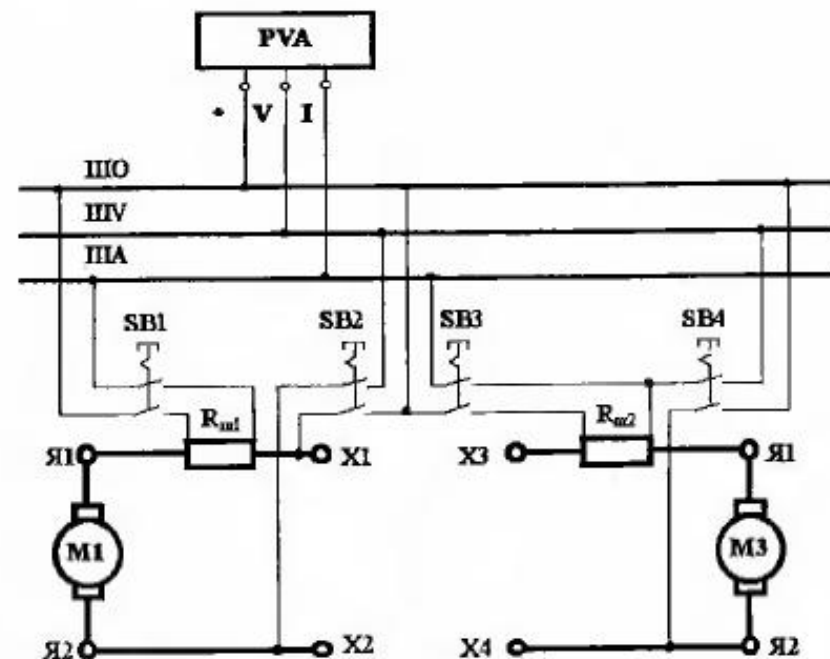 PVA
* V I
ШО
ШV
ША
SB1 SB2 SB3 SB4
Rш1 Rш2
Я1 X1 X3 Я1
M1 M3
Я2 X2 X4 Я2